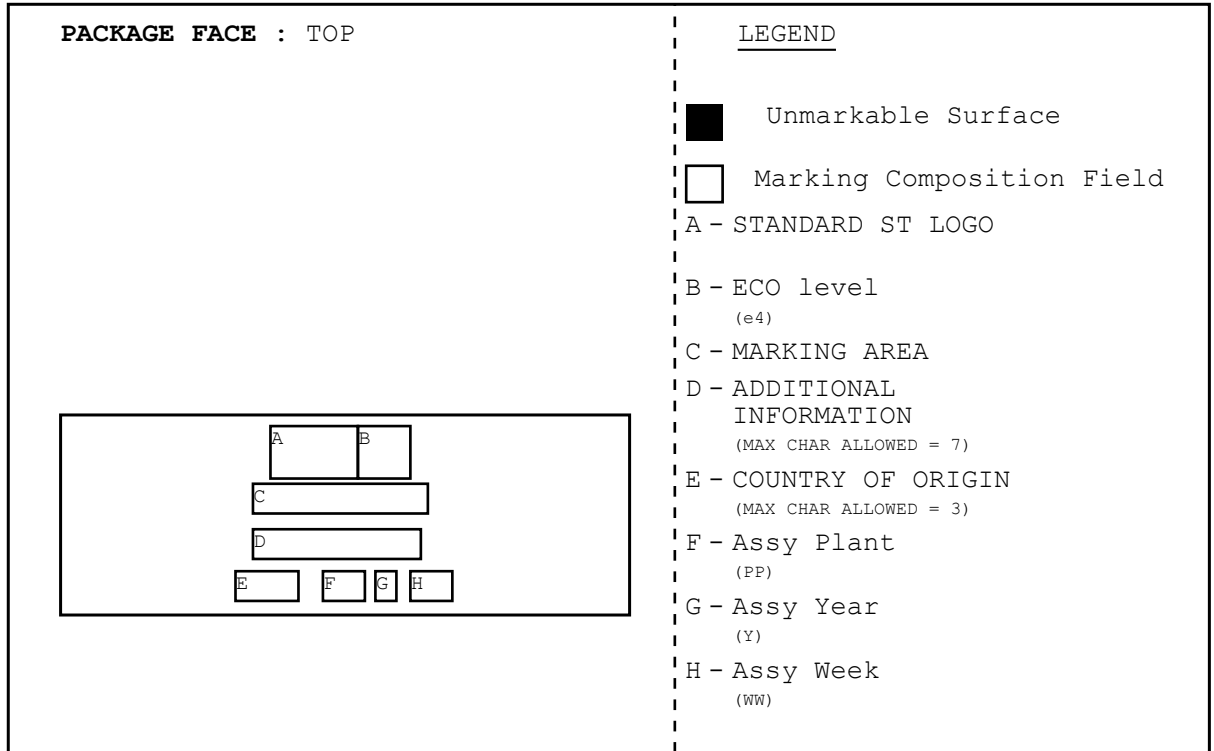 PACKAGE FACE : TOP
A B
C
D
E F G H
LEGEND
Unmarkable Surface
Marking Composition Field
A - STANDARD ST LOGO
B - ECO level
(e4)
C - MARKING AREA
D - ADDITIONAL
INFORMATION
(MAX CHAR ALLOWED = 7)
E - COUNTRY OF ORIGIN
(MAX CHAR ALLOWED = 3)
F - Assy Plant
(PP)
G - Assy Year
(Y)
H - Assy Week
(WW)